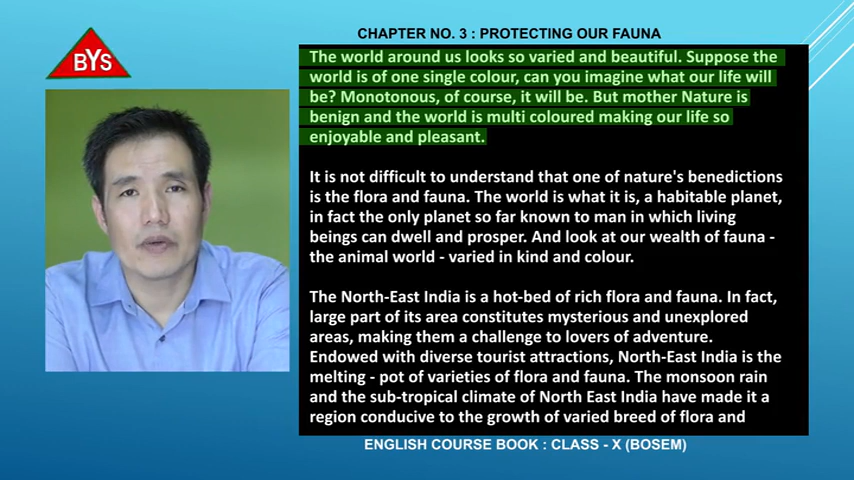 CHAPTER NO. 3 : PROTECTING OUR FAUNA
BYS
The world around us looks so varied and beautiful. Suppose the
world is of one single colour, can you imagine what our life will
be? Monotonous, of course, it will be. But mother Nature is
benign and the world is multi coloured making our life so
enjoyable and pleasant.
It is not difficult to understand that one of nature's benedictions
is the flora and fauna. The world is what it is, a habitable planet,
in fact the only planet so far known to man in which living
beings can dwell and prosper. And look at our wealth of fauna -
the animal world - varied in kind and colour.
The North-East India is a hot-bed of rich flora and fauna. In fact,
large part of its area constitutes mysterious and unexplored
areas, making them a challenge to lovers of adventure.
Endowed with diverse tourist attractions, North-East India is the
melting - pot of varieties of flora and fauna. The monsoon rain
and the sub-tropical climate of North East India have made it a
region conducive to the growth of varied breed of flora and
ENGLISH COURSE BOOK : CLASS - X (BOSEM)